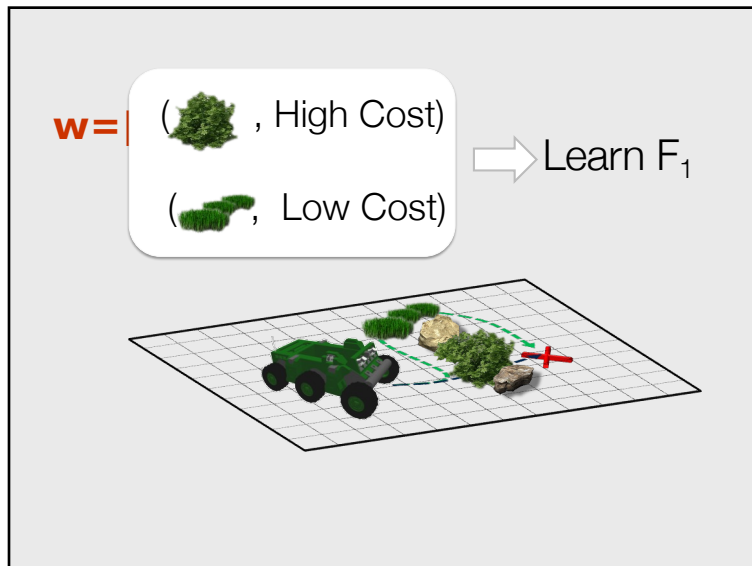 w=[
( , High Cost)
Learn F₁
( , Low Cost)